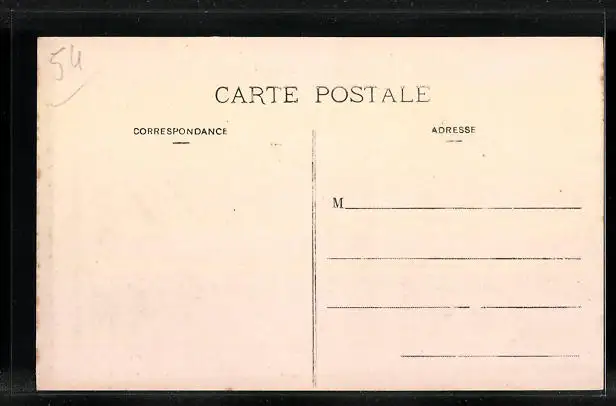 54
CARTE POSTALE
CORRESPONDANCE
ADRESSE
M